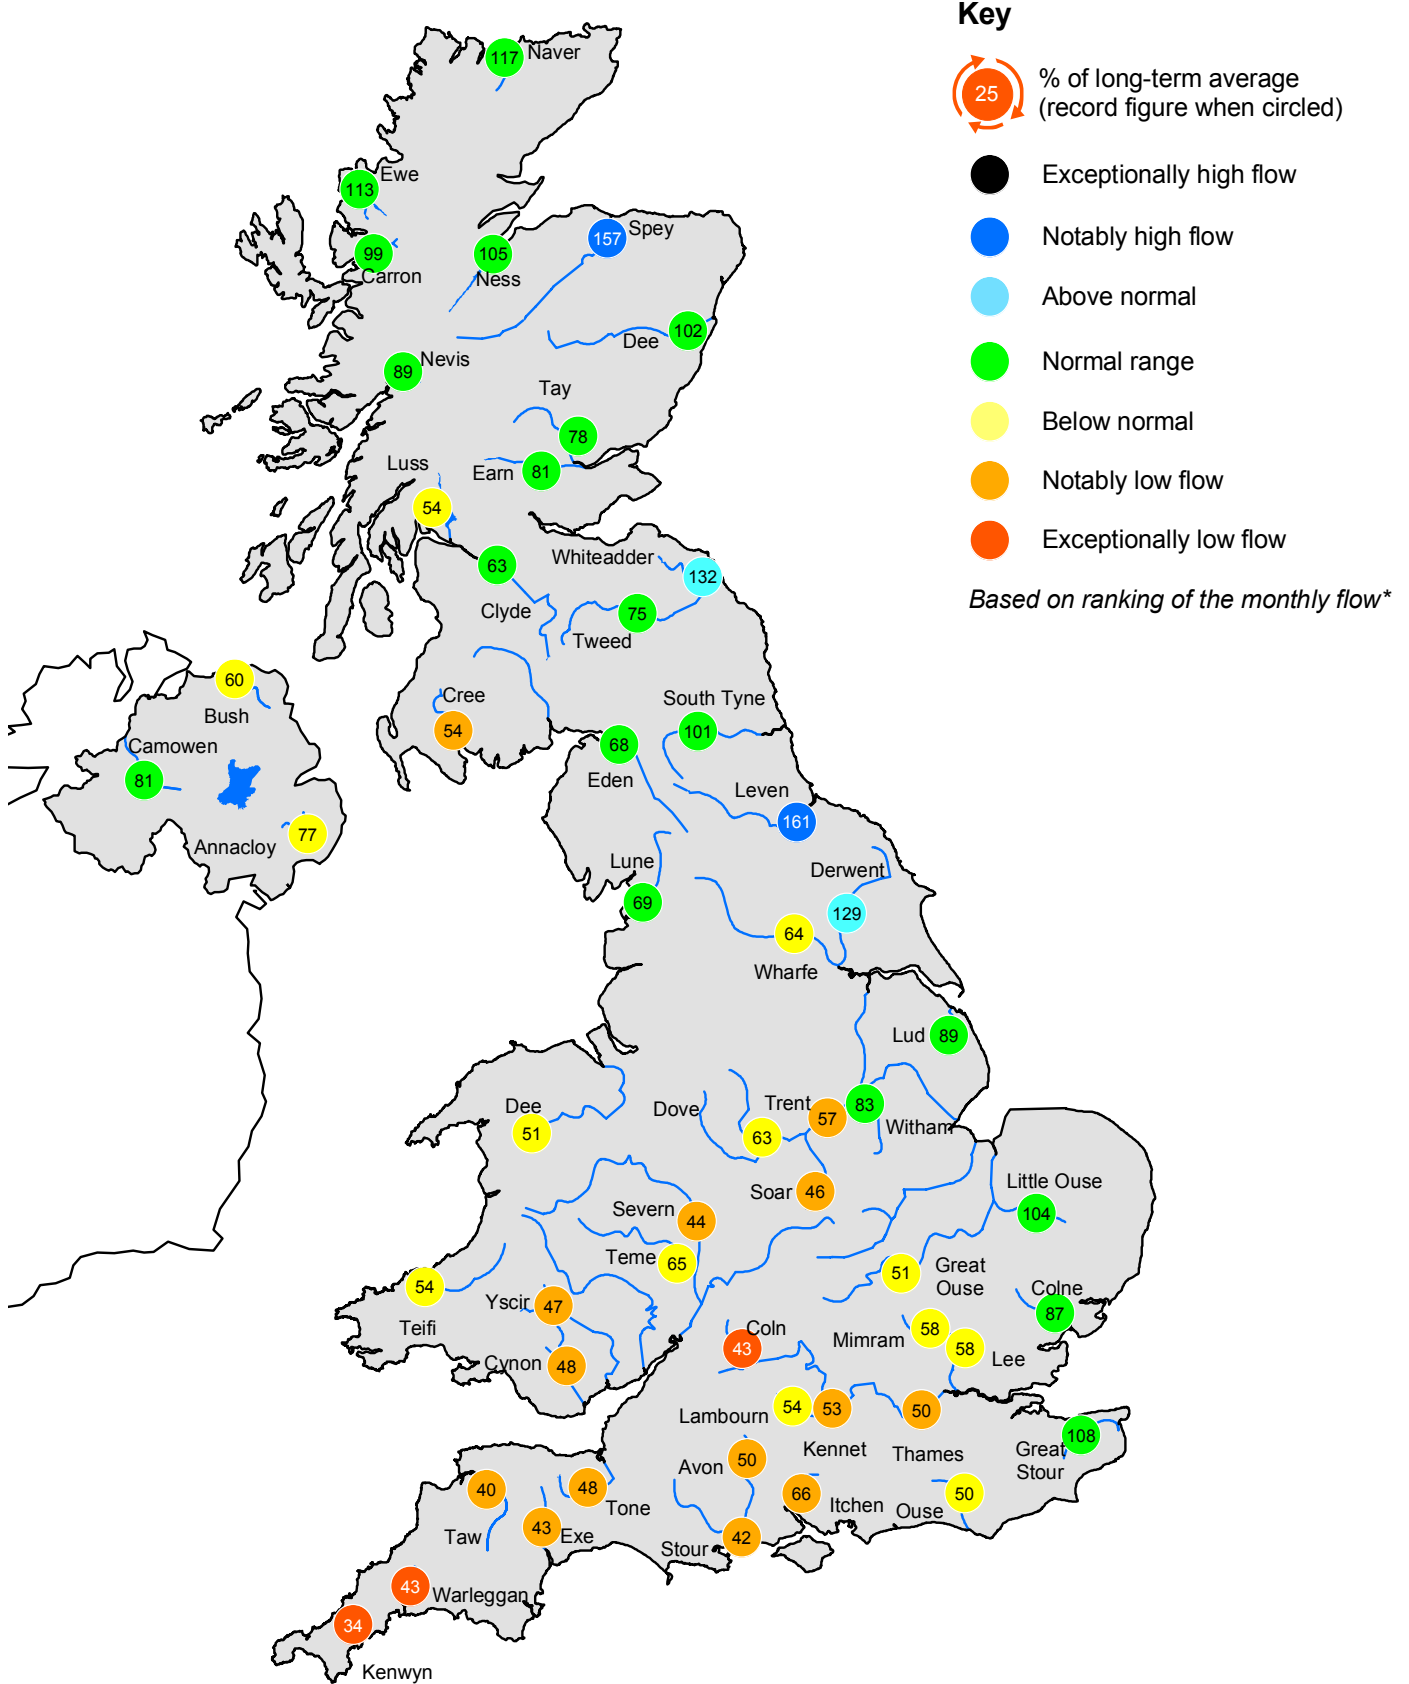 Key
25
% of long-term average
(record figure when circled)
Exceptionally high flow
Notably high flow
Above normal
Normal range
Below normal
Notably low flow
Exceptionally low flow
Based on ranking of the monthly flow*
117 Naver
Ewe
113
Spey
157
99
Carron
105
Ness
102
Dee
Nevis
89
Tay
78
Luss
Earn 81
54
Whiteadder
63
132
Clyde
75
Tweed
60
Bush
Cree
54
South Tyne
101
Camowen
81
68
Eden
Leven
161
77
Annacloy
Lune
69
Derwent
129
64
Wharfe
Lud 89
Dee
51
Dove
63
Trent
57
83
Witham
Soar 46
Little Ouse
104
Severn
44
Teme 65
54
Teifi
Yscir 47
51
Great
Ouse
Colne
87
Coln
43
Mimram
58
58
Lee
Cynon 48
Lambourn
54
53
Kennet
50
Thames
108
Great
Stour
Avon 50
40
Taw
48
Tone
66
Itchen
Ouse
50
43
Exe
Stour
42
43
Warleggan
34
Kenwyn